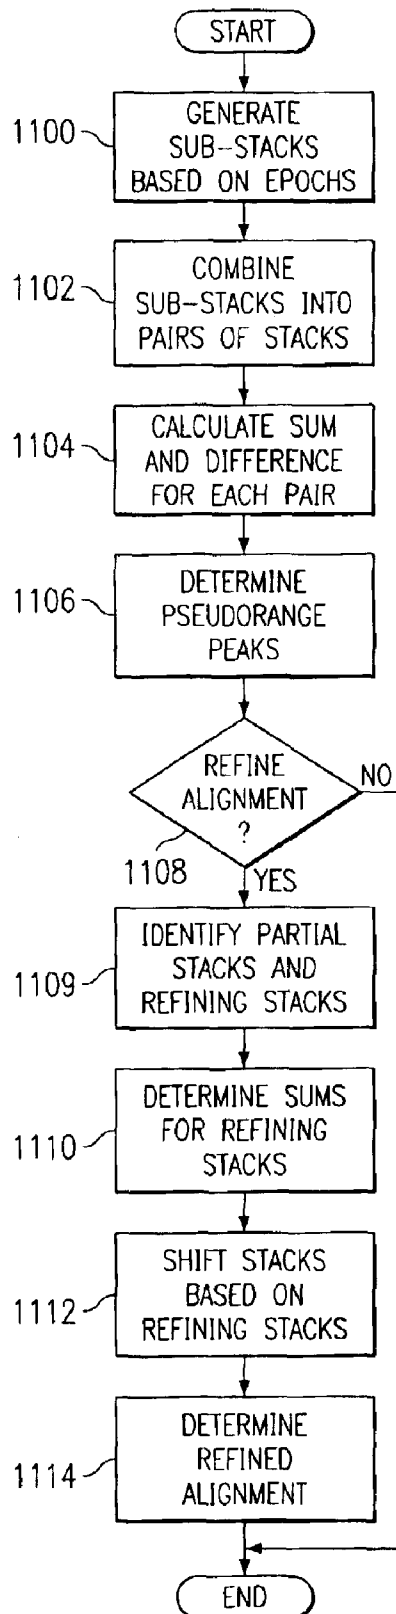 START
1100
GENERATE
SUB-STACKS
BASED ON EPOCHS
1102
COMBINE
SUB-STACKS INTO
PAIRS OF STACKS
1104
CALCULATE SUM
AND DIFFERENCE
FOR EACH PAIR
1106
DETERMINE
PSEUDORANGE
PEAKS
REFINE
ALIGNMENT
?
NO
1108
YES
1109
IDENTIFY PARTIAL
STACKS AND
REFINING STACKS
1110
DETERMINE SUMS
FOR REFINING
STACKS
1112
SHIFT STACKS
BASED ON
REFINING STACKS
1114
DETERMINE
REFINED
ALIGNMENT
END